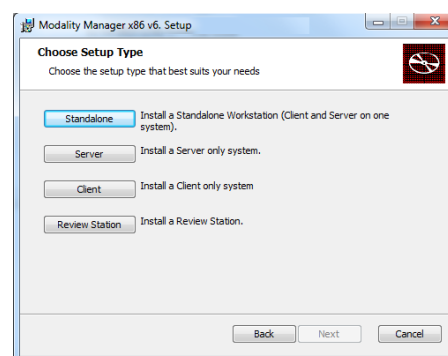 Modality Manager x86 v6. Setup
Choose Setup Type
Choose the setup type that best suits your needs
Standalone
Install a Standalone Workstation (Client and Server on one
system).
Server
Install a Server only system.
Client
Install a Client only system
Review Station
Install a Review Station.
Back
Next
Cancel